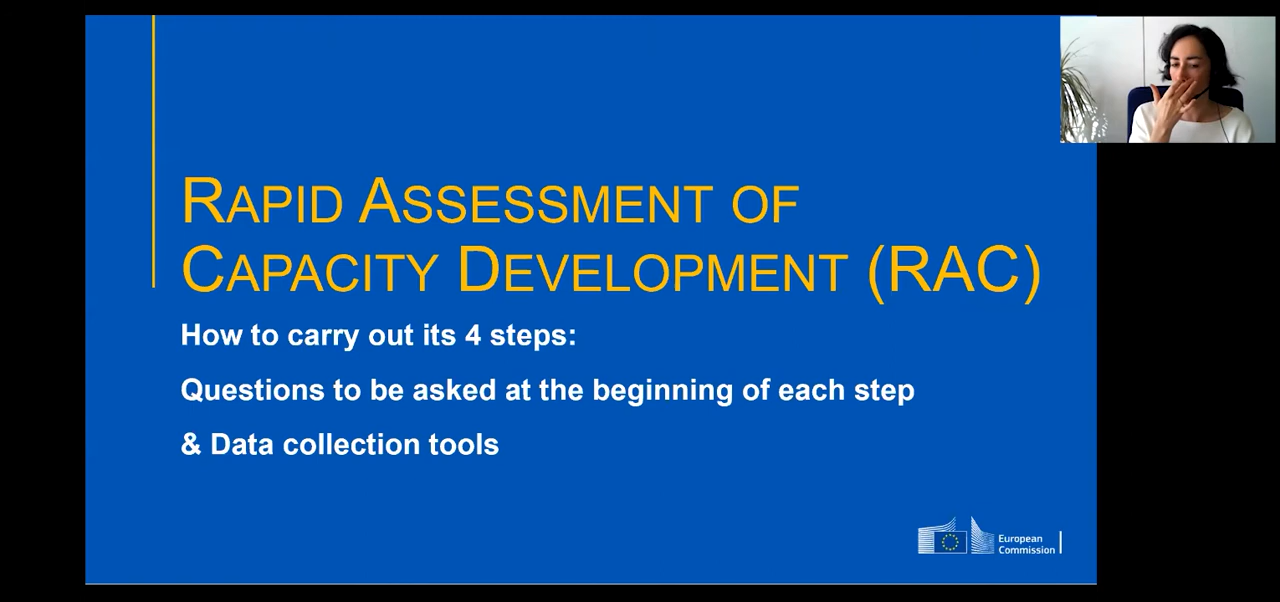 RAPID ASSESSMENT OF
CAPACITY DEVELOPMENT (RAC)
How to carry out its 4 steps:
Questions to be asked at the beginning of each step
& Data collection tools
European
Commission